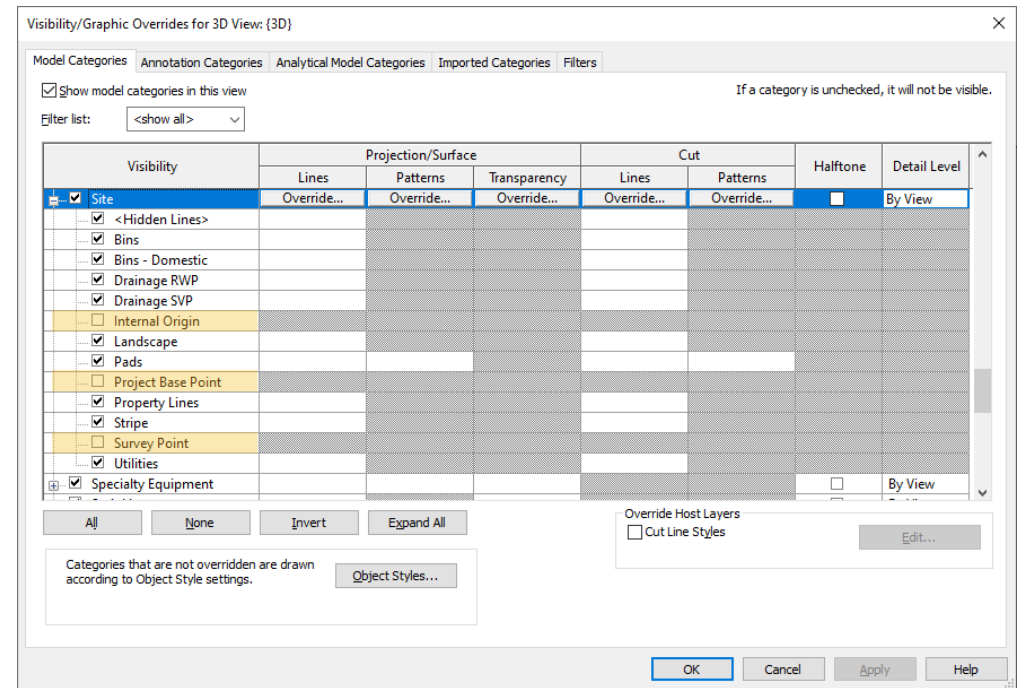 Visibility/Graphic Overrides for 3D View: {3D}
Model Categories Annotation Categories Analytical Model Categories Imported Categories Filters
Show model categories in this view
If a category is unchecked, it will not be visible.
Filter list: <show all>
Visibility Projection/Surface Cut Halftone Detail Level
Lines Patterns Transparency Lines Patterns
Site Override... Override... Override... Override... Override... By View
<Hidden Lines>
Bins
Bins - Domestic
Drainage RWP
Drainage SVP
Internal Origin
Landscape
Pads
Project Base Point
Property Lines
Stripe
Survey Point
Utilities
Specialty Equipment By View
All None Invert Expand All
Override Host Layers
Cut Line Styles Edit...
Categories that are not overridden are drawn
according to Object Style settings.
Object Styles...
OK Cancel Apply Help